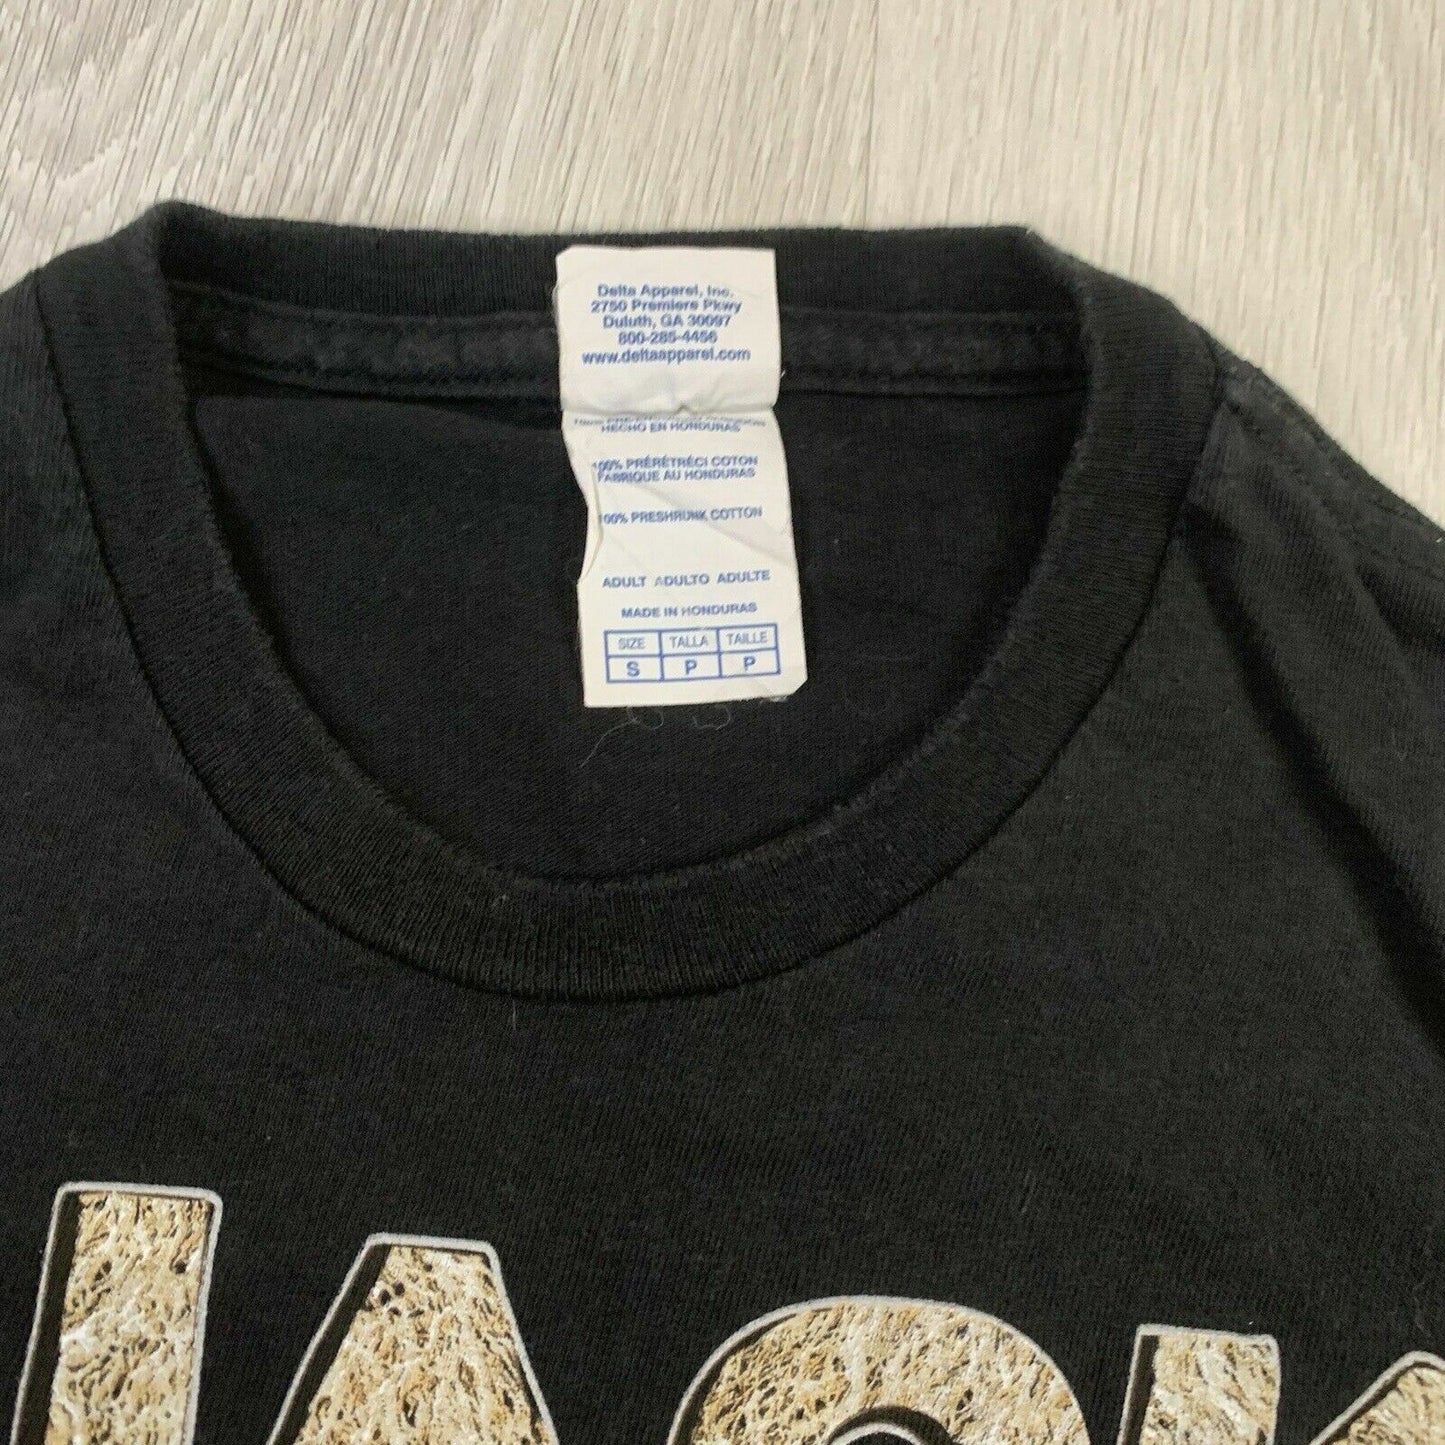 Delta Apparel, Inc.
2750 Premiere Pkwy
Duluth, GA 30097
800-285-4456
www.deltaapparel.com
HECHO EN HONDURAS
100% PRÉRÉTRÉCI COTON
FABRIQUE AU HONDURAS
100% PRESHRUNK COTTON
ADULT ADULTO ADULTE
MADE IN HONDURAS
SIZE TALLA TAILLE
S P P